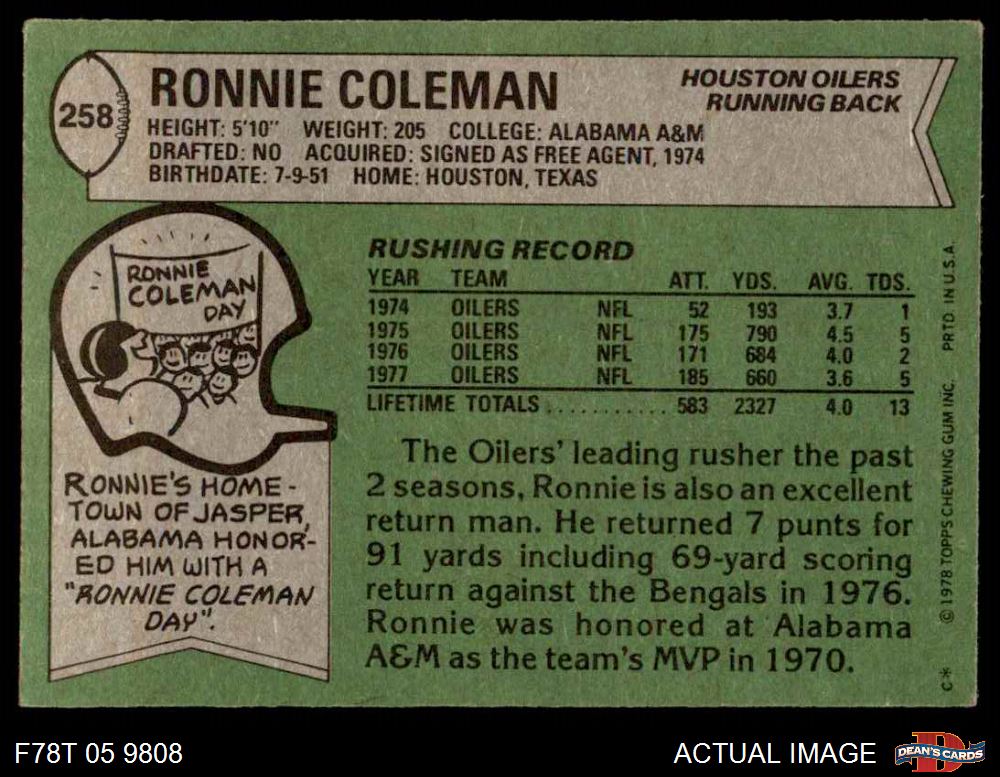 258
RONNIE COLEMAN
HOUSTON OILERS
RUNNING BACK
HEIGHT: 5'10" WEIGHT: 205 COLLEGE: ALABAMA A&M
DRAFTED: NO ACQUIRED: SIGNED AS FREE AGENT, 1974
BIRTHDATE: 7-9-51 HOME: HOUSTON, TEXAS
RONNIE
COLEMAN
DAY
RONNIE'S HOME-
TOWN OF JASPER,
ALABAMA HONOR-
ED HIM WITH A
"RONNIE COLEMAN
DAY".
RUSHING RECORD
YEAR TEAM ATT. YDS. AVG. TDS.
1974 OILERS NFL 52 193 3.7 1
1975 OILERS NFL 175 790 4.5 5
1976 OILERS NFL 171 684 4.0 2
1977 OILERS NFL 185 660 3.6 5
LIFETIME TOTALS ........... 583 2327 4.0 13
The Oilers' leading rusher the past
2 seasons, Ronnie is also an excellent
return man. He returned 7 punts for
91 yards including 69-yard scoring
return against the Bengals in 1976.
Ronnie was honored at Alabama
A&M as the team's MVP in 1970.
C* © 1978 TOPPS CHEWING GUM INC. PRTD IN U.S.A.
F78T 05 9808
ACTUAL IMAGE
D
DEAN'S CARDS